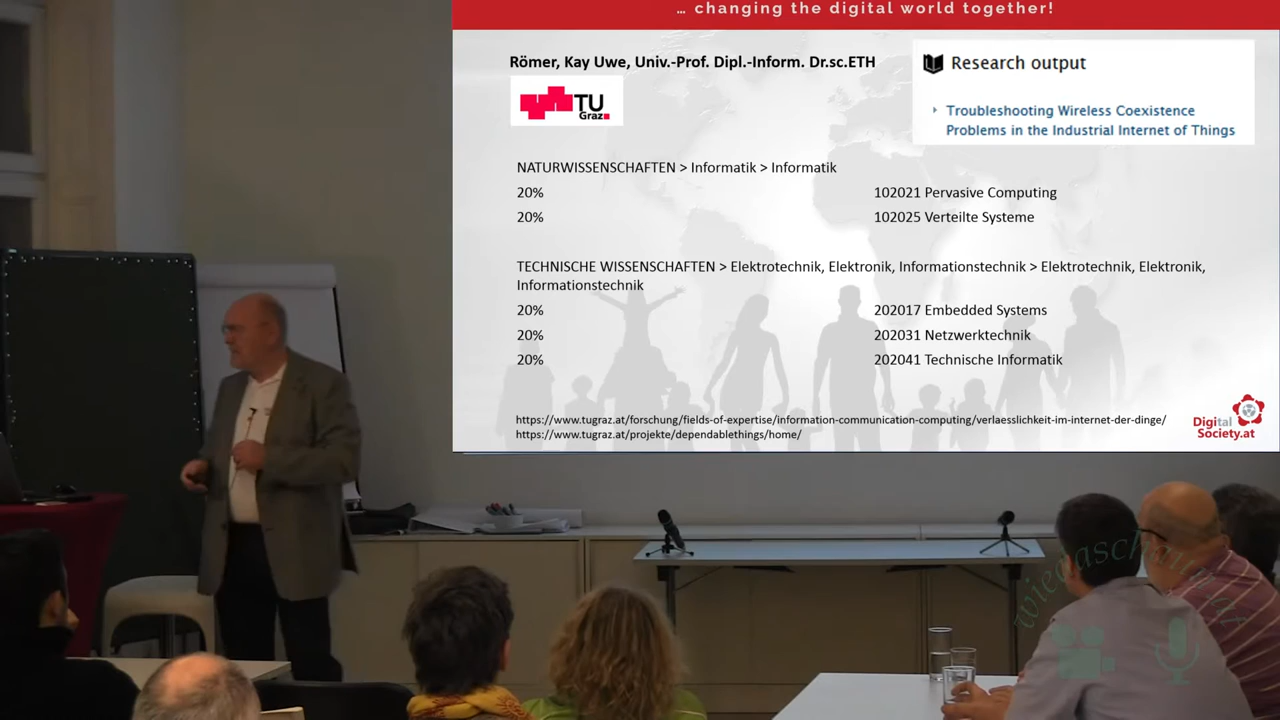 … changing the digital world together!
Römer, Kay Uwe, Univ.-Prof. Dipl.-Inform. Dr.sc.ETH
TU
Graz
Research output
Troubleshooting Wireless Coexistence
Problems in the Industrial Internet of Things
NATURWISSENSCHAFTEN > Informatik > Informatik
20% 102021 Pervasive Computing
20% 102025 Verteilte Systeme
TECHNISCHE WISSENSCHAFTEN > Elektrotechnik, Elektronik, Informationstechnik > Elektrotechnik, Elektronik,
Informationstechnik
20% 202017 Embedded Systems
20% 202031 Netzwerktechnik
20% 202041 Technische Informatik
https://www.tugraz.at/forschung/fields-of-expertise/information-communication-computing/verlaesslichkeit-im-internet-der-dinge/
https://www.tugraz.at/projekte/dependablethings/home/
Digital
Society.at